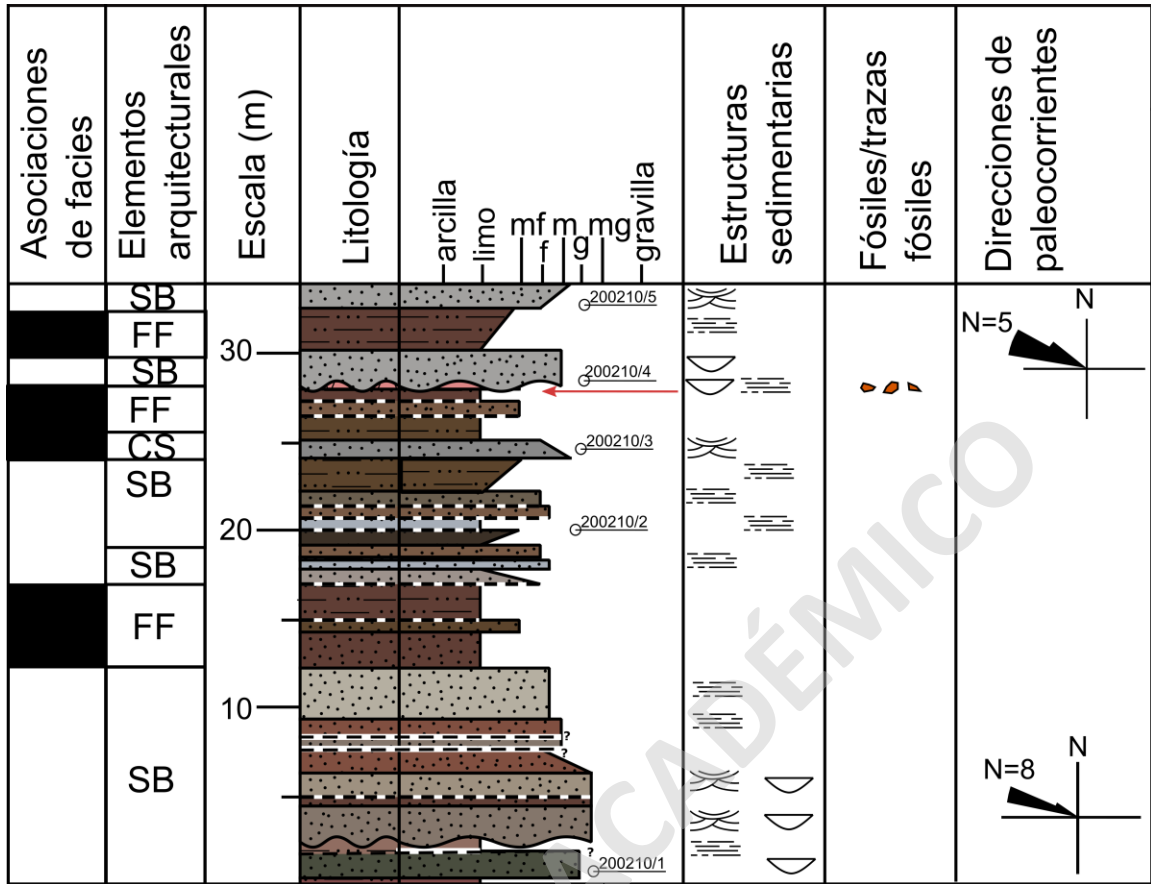 Asociaciones
de facies
Elementos
arquitecturales
Escala (m)
Litología
arcilla
limo
mf
f
m
g
mg
gravilla
Estructuras
sedimentarias
Fósiles/trazas
fósiles
Direcciones de
paleocorrientes
SB
200210/5
FF
N
N=5
30
SB
200210/4
FF
200210/3
CS
SB
20
200210/2
SB
FF
10
?
?
SB
N
N=8
?
200210/1
ACADÉMICO